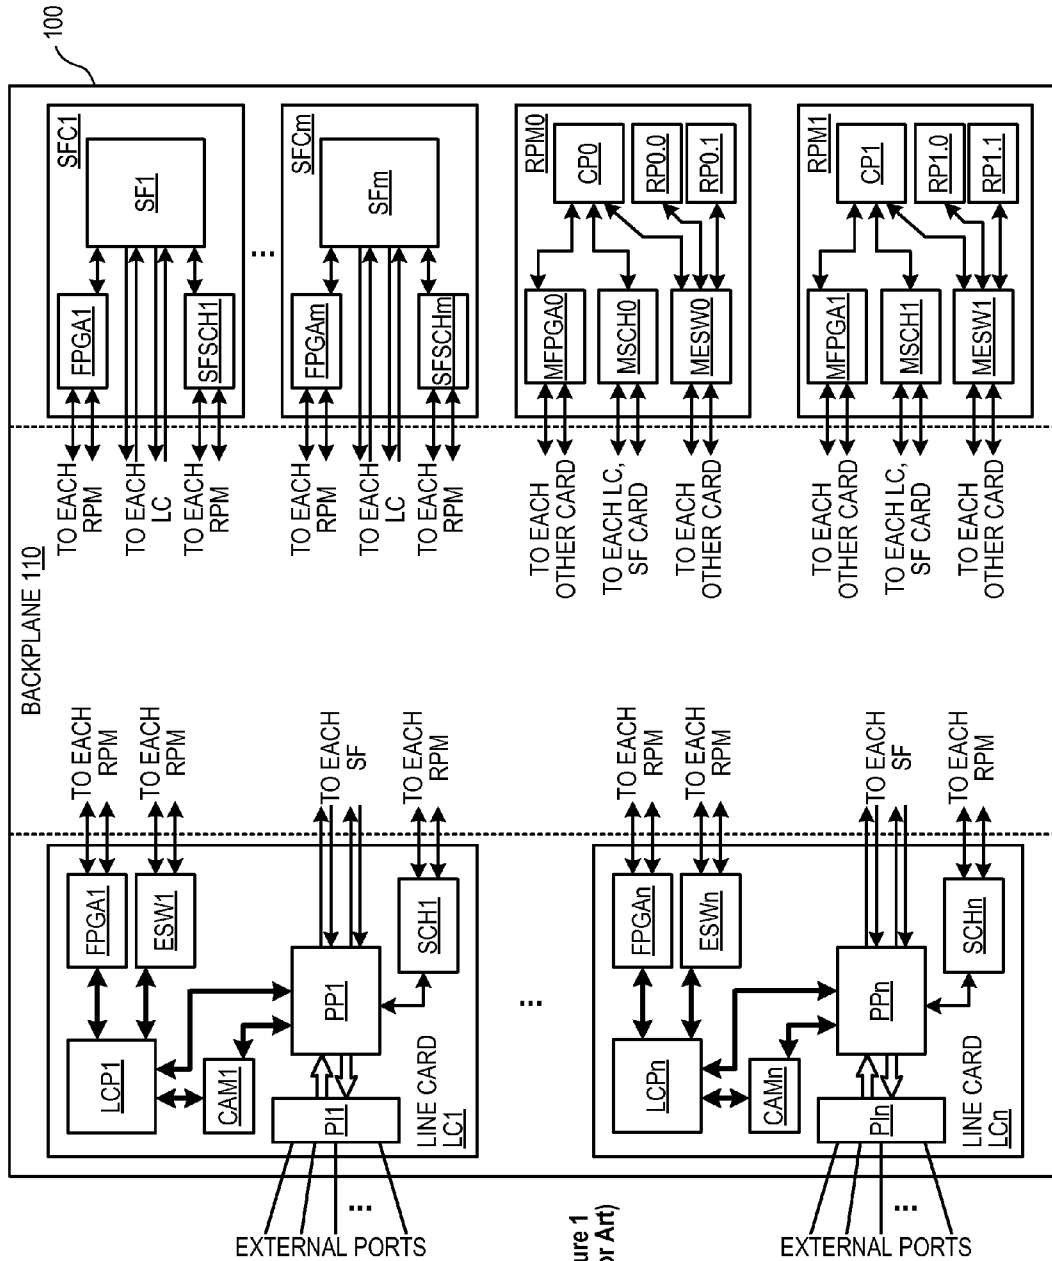 100
BACKPLANE 110
SFC1
SF1
FPGA1
SFSCH1
TO EACH
RPM
TO EACH
LC
TO EACH
RPM
...
SFCm
SFm
FPGAm
SFSCHm
TO EACH
RPM
TO EACH
LC
TO EACH
RPM
RPM0
CP0
RP0.0
RP0.1
MFPGA0
MSCH0
MESW0
TO EACH
OTHER CARD
TO EACH LC,
SF CARD
TO EACH
OTHER CARD
RPM1
CP1
RP1.0
RP1.1
MFPGA1
MSCH1
MESW1
TO EACH
OTHER CARD
TO EACH LC,
SF CARD
TO EACH
OTHER CARD
TO EACH
RPM
TO EACH
RPM
TO EACH
SF
TO EACH
RPM
FPGA1
ESW1
SCH1
LCP1
CAM1
PP1
PI1
LINE CARD
LC1
...
EXTERNAL PORTS
...
TO EACH
RPM
TO EACH
RPM
TO EACH
SF
TO EACH
RPM
FPGAn
ESWn
SCHn
LCPn
CAMn
PPn
PIn
LINE CARD
LCn
...
EXTERNAL PORTS
ure 1
or Art)